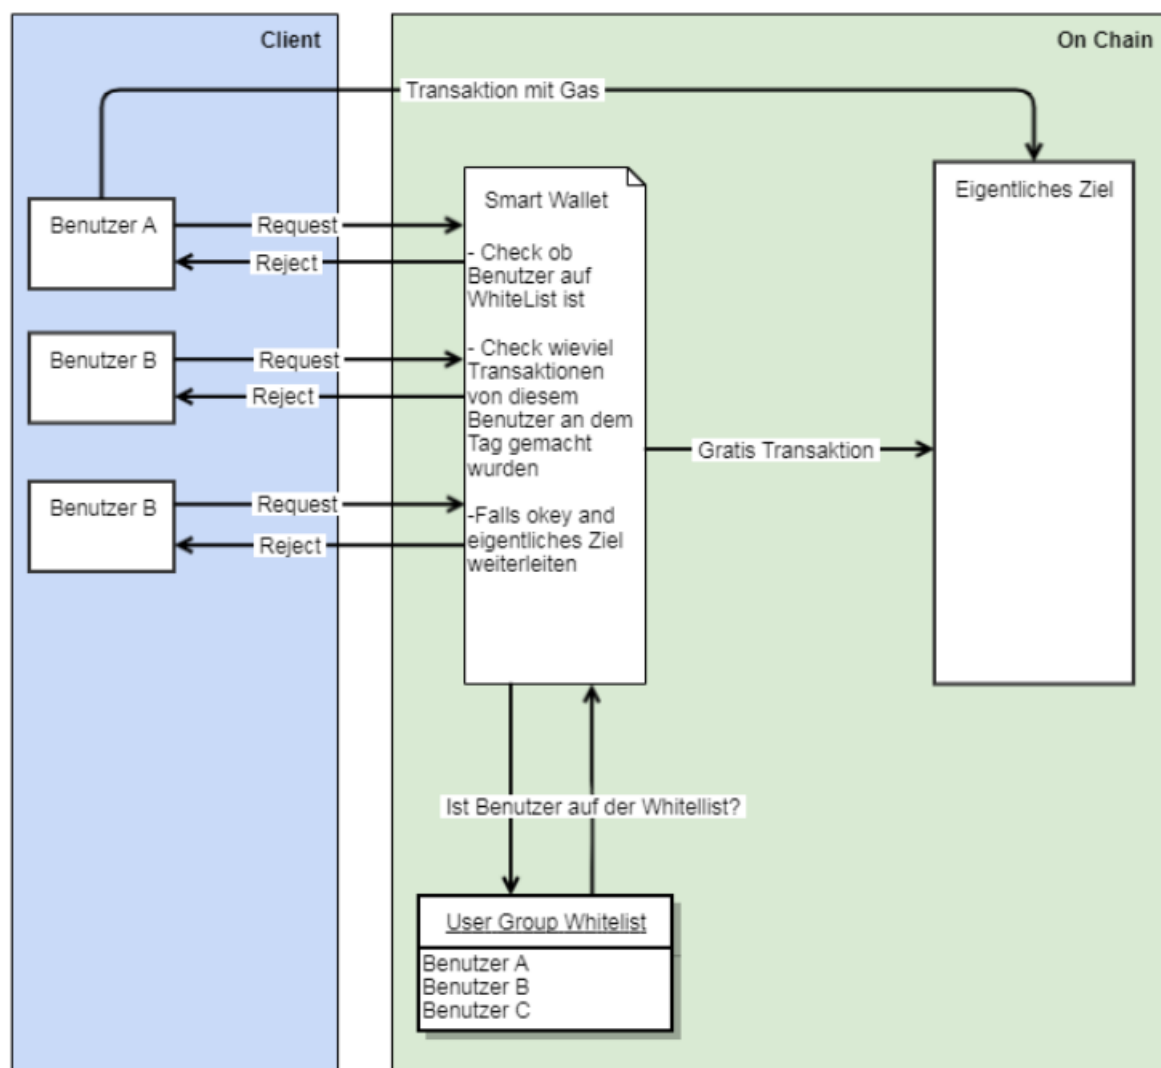 Client
On Chain
Transaktion mit Gas
Benutzer A
Request
Reject
Benutzer B
Request
Reject
Benutzer B
Request
Reject
Smart Wallet
- Check ob
Benutzer auf
WhiteList ist
- Check wieviel
Transaktionen
von diesem
Benutzer an dem
Tag gemacht
wurden
-Falls okey and
eigentliches Ziel
weiterleiten
Gratis Transaktion
Eigentliches Ziel
Ist Benutzer auf der Whitellist?
User Group Whitelist
Benutzer A
Benutzer B
Benutzer C